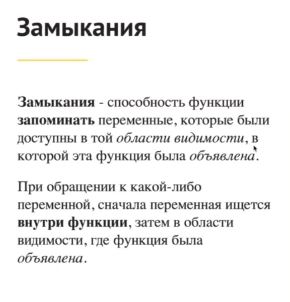 Замыкания
Замыкания - способность функции
запоминать переменные, которые были
доступны в той области видимости, в
которой эта функция была объявлена.
При обращении к какой-либо
переменной, сначала переменная ищется
внутри функции, затем в области
видимости, где функция была
объявлена.